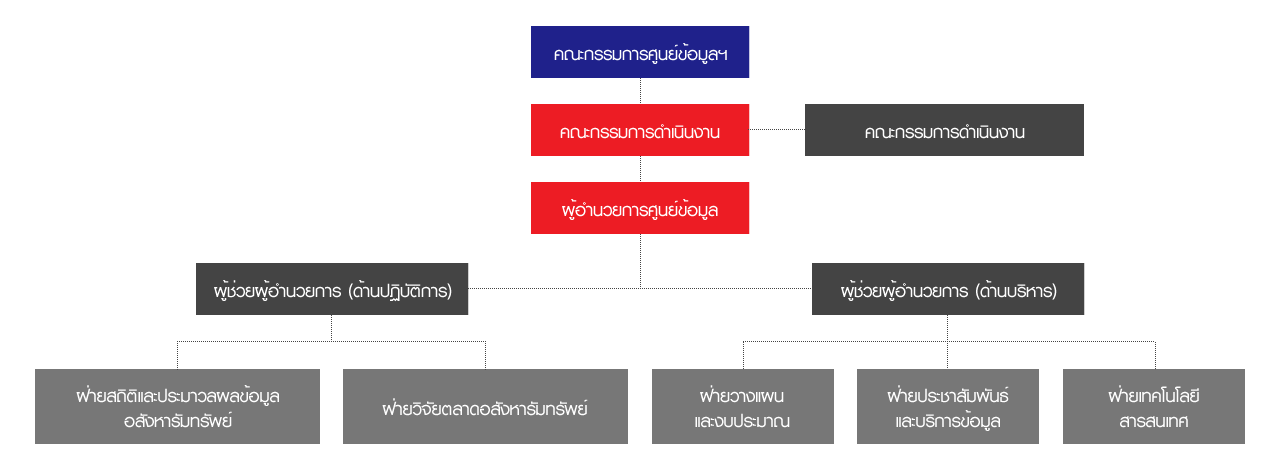 คณะกรรมการศูนย์ข้อมูลฯ
คณะกรรมการดำเนินงาน
คณะกรรมการดำเนินงาน
ผู้อำนวยการศูนย์ข้อมูล
ผู้ช่วยผู้อำนวยการ (ด้านปฏิบัติการ)
ผู้ช่วยผู้อำนวยการ (ด้านบริหาร)
ฝ่ายสถิติและประมาวลผลข้อมูล
อสังหาริมทรัพย์
ฝ่ายวิจัยตลาดอสังหาริมทรัพย์
ฝ่ายวางแผน
และงบประมาณ
ฝ่ายประชาสัมพันธ์
และบริการข้อมูล
ฝ่ายเทคโนโลยี
สารสนเทศ